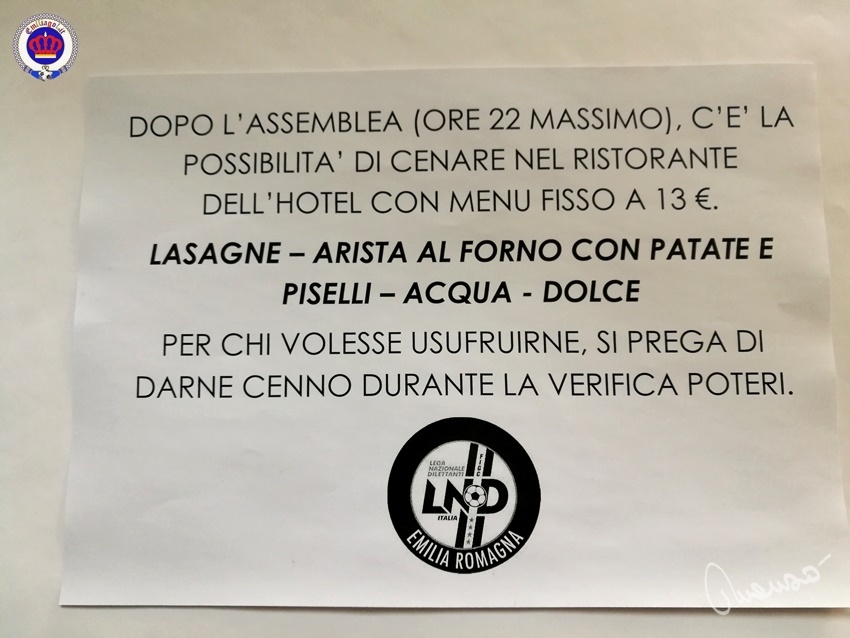 Emiliagol.it
DOPO L'ASSEMBLEA (ORE 22 MASSIMO), C'E' LA
POSSIBILITA' DI CENARE NEL RISTORANTE
DELL'HOTEL CON MENU FISSO A 13 €.
LASAGNE – ARISTA AL FORNO CON PATATE E
PISELLI – ACQUA - DOLCE
PER CHI VOLESSE USUFRUIRNE, SI PREGA DI
DARNE CENNO DURANTE LA VERIFICA POTERI.
LEGA
NAZIONALE
DILETTANTI
FIGC
LND
ITALIA
EMILIA ROMAGNA